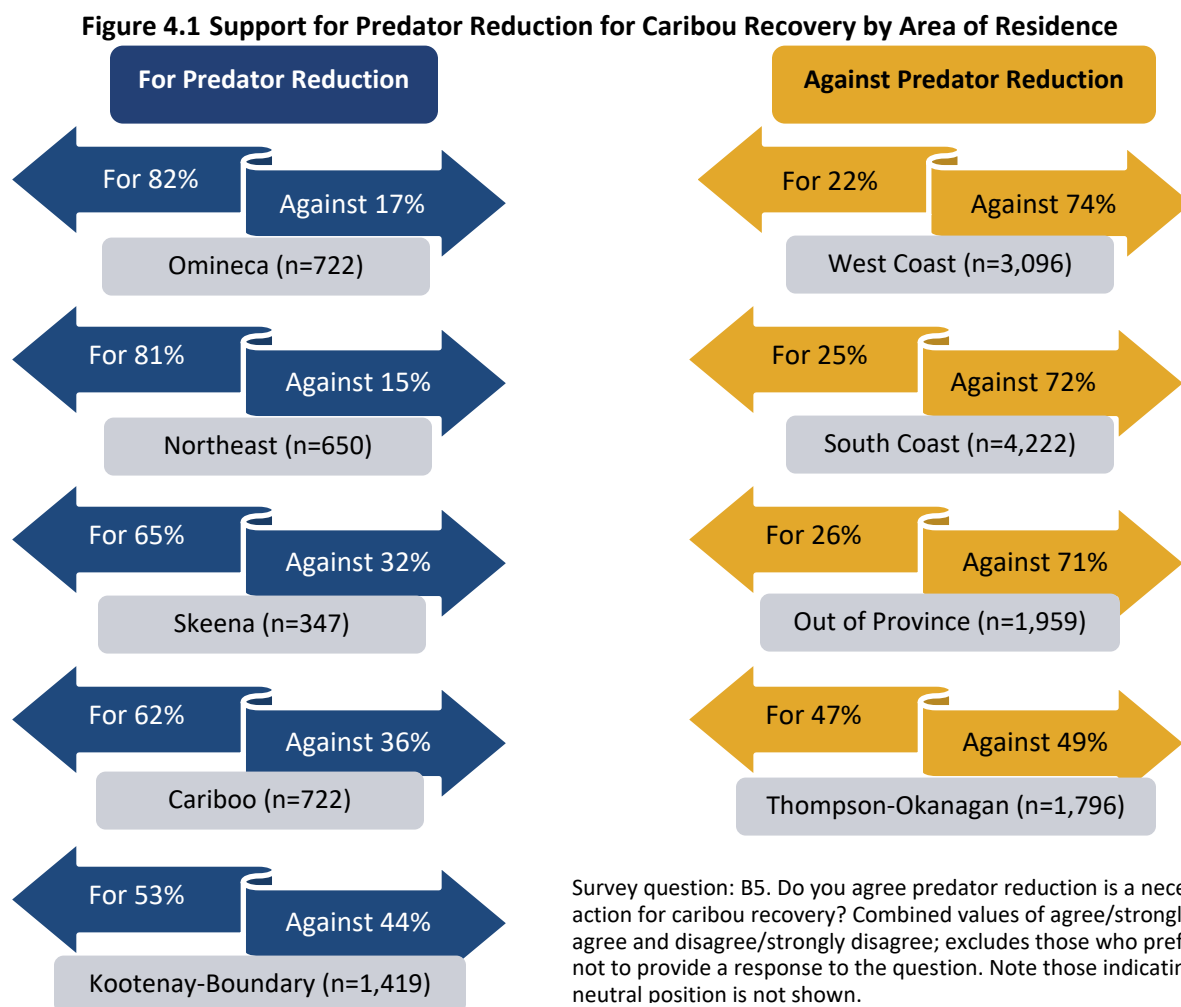 Figure 4.1 Support for Predator Reduction for Caribou Recovery by Area of Residence
For Predator Reduction
For 82%
Against 17%
Omineca (n=722)
For 81%
Against 15%
Northeast (n=650)
For 65%
Against 32%
Skeena (n=347)
For 62%
Against 36%
Cariboo (n=722)
For 53%
Against 44%
Kootenay-Boundary (n=1,419)
Against Predator Reduction
For 22%
Against 74%
West Coast (n=3,096)
For 25%
Against 72%
South Coast (n=4,222)
For 26%
Against 71%
Out of Province (n=1,959)
For 47%
Against 49%
Thompson-Okanagan (n=1,796)
Survey question: B5. Do you agree predator reduction is a
action for caribou recovery? Combined values of
agree and disagree/strongly disagree; excludes those who
not to provide a response to the question. Note those
neutral position is not shown.